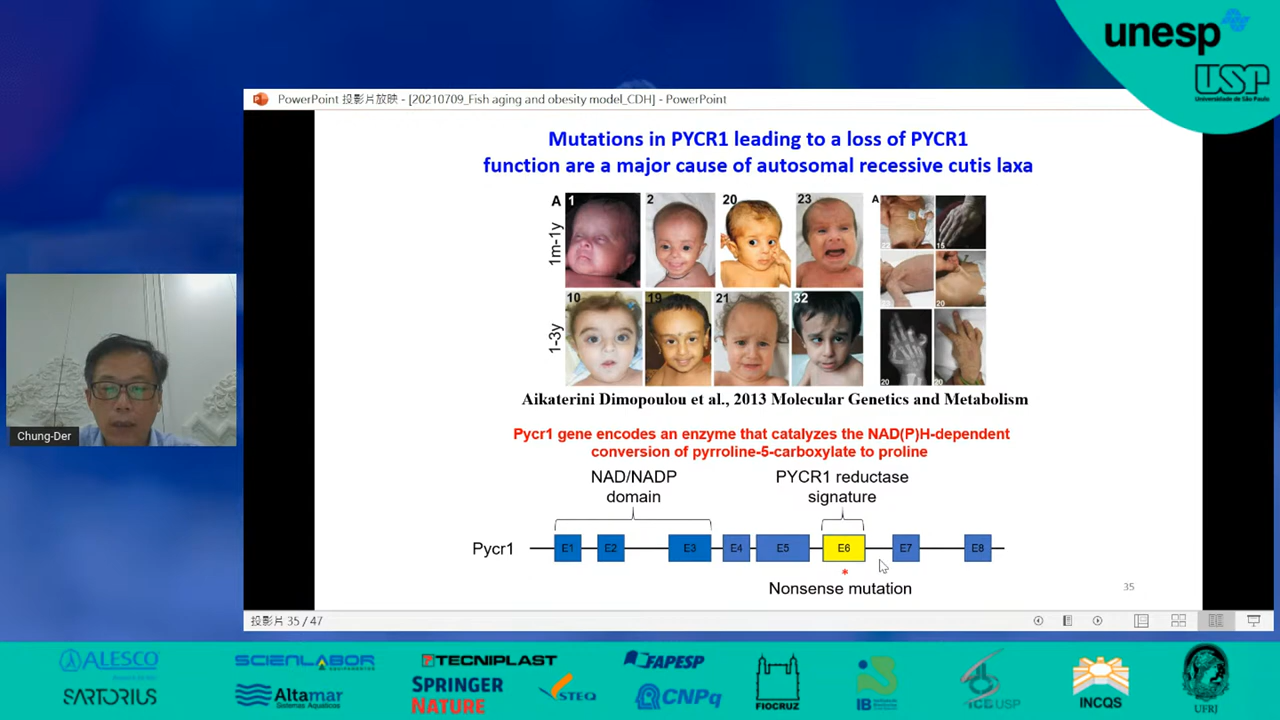 unesp
USP
Universidade de São Paulo
PowerPoint 投影片放映 - [20210709_Fish aging and obesity model_CDH] - PowerPoint
Mutations in PYCR1 leading to a loss of PYCR1
function are a major cause of autosomal recessive cutis laxa
A
1m-1y
1
2
20
23
A
22
15
23
20
1-3y
10
19
21
32
20
20
Aikaterini Dimopoulou et al., 2013 Molecular Genetics and Metabolism
Pycr1 gene encodes an enzyme that catalyzes the NAD(P)H-dependent
conversion of pyrroline-5-carboxylate to proline
NAD/NADP
domain
PYCR1 reductase
signature
Pycr1
E1
E2
E3
E4
E5
E6
E7
E8
*
Nonsense mutation
35
Chung-Der
投影片 35 / 47
ALESCO
SCIENLABOR
TECNIPLAST
FAPESP
SARTORIUS
Altamar
Sistemas Aquáticos
SPRINGER
NATURE
STEQ
CNPq
FIOCRUZ
IB
ICB USP
INCQS
UFRJ